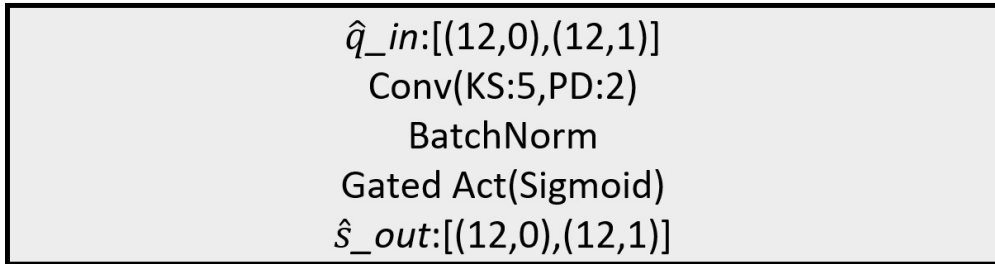 q̂_in:[(12,0),(12,1)]
Conv(KS:5,PD:2)
BatchNorm
Gated Act(Sigmoid)
ŝ_out:[(12,0),(12,1)]